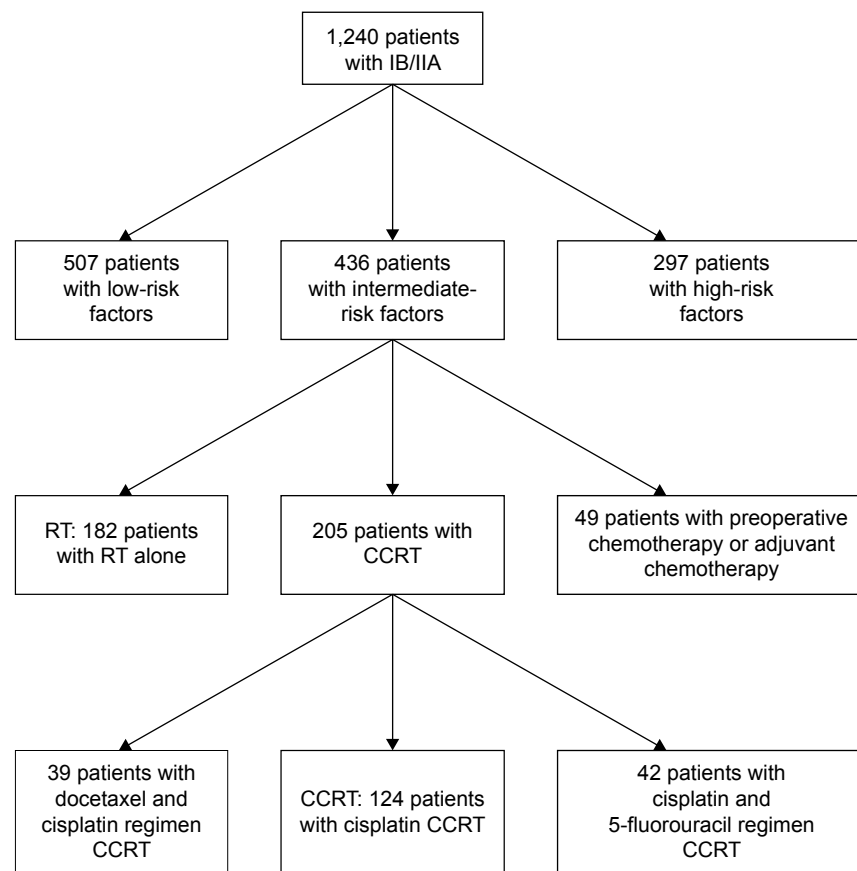 1,240 patients
with IB/IIA
507 patients
with low-risk
factors
436 patients
with intermediate-
risk factors
297 patients
with high-risk
factors
RT: 182 patients
with RT alone
205 patients with
CCRT
49 patients with preoperative
chemotherapy or adjuvant
chemotherapy
39 patients with
docetaxel and
cisplatin regimen
CCRT
CCRT: 124 patients
with cisplatin CCRT
42 patients with
cisplatin and
5-fluorouracil regimen
CCRT